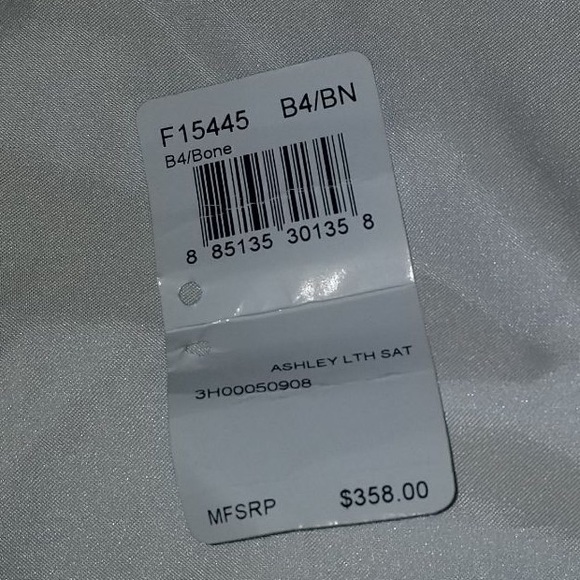 F15445 B4/BN
B4/Bone
8 85135 30135 8
ASHLEY LTH SAT
3H00050908
MFSRP $358.00